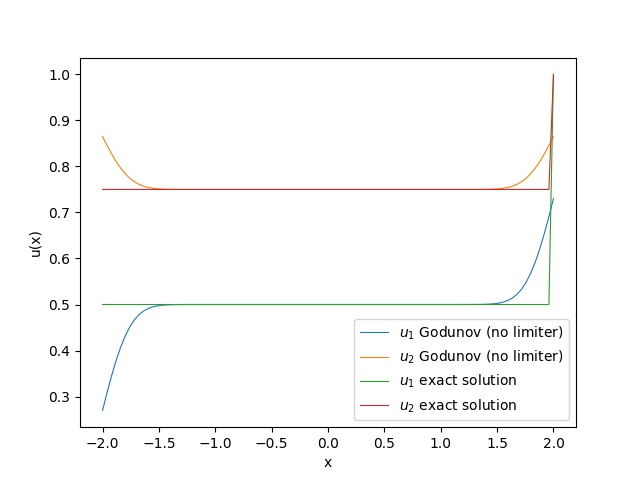 1.0
0.9
0.8
0.7
0.6
0.5
0.4
0.3
u(x)
u₁ Godunov (no limiter)
u₂ Godunov (no limiter)
u₁ exact solution
u₂ exact solution
−2.0 −1.5 −1.0 −0.5 0.0 0.5 1.0 1.5 2.0
x